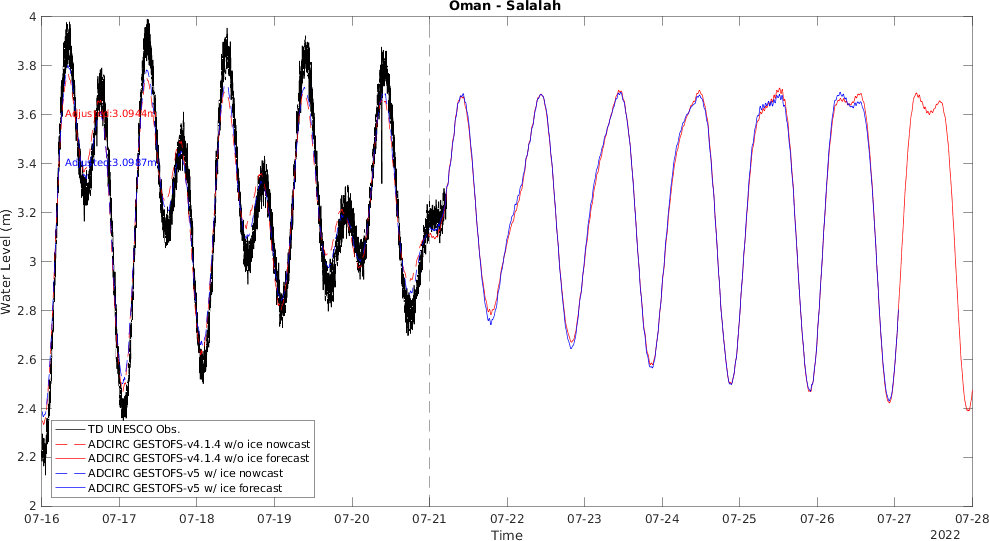 Oman - Salalah
4
3.8
3.6
3.4
3.2
3
2.8
2.6
2.4
2.2
2
Water Level (m)
Adjusted:3.0944m
Adjusted:3.0987m
TD UNESCO Obs.
ADCIRC GESTOFS-v4.1.4 w/o ice nowcast
ADCIRC GESTOFS-v4.1.4 w/o ice forecast
ADCIRC GESTOFS-v5 w/ ice nowcast
ADCIRC GESTOFS-v5 w/ ice forecast
07-16 07-17 07-18 07-19 07-20 07-21 07-22 07-23 07-24 07-25 07-26 07-27 07-28
Time
2022